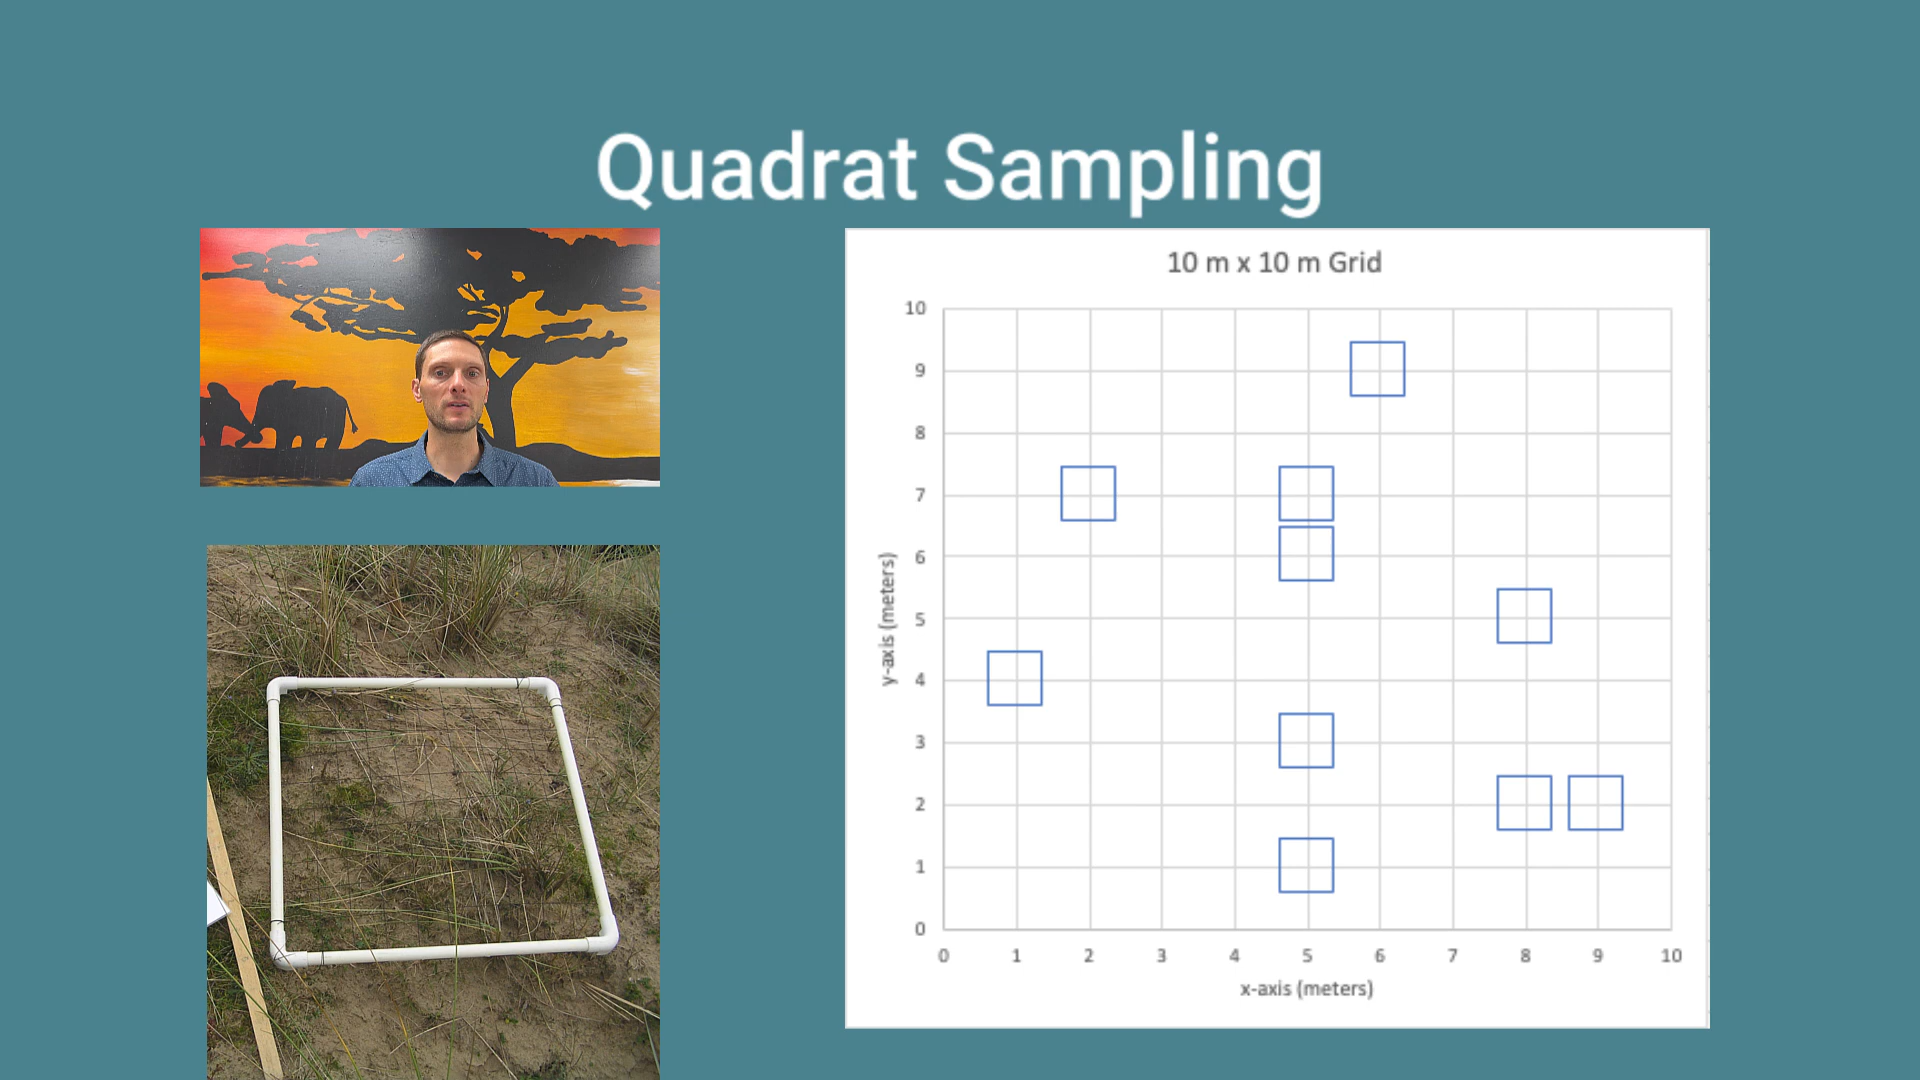 Quadrat Sampling
10 m x 10 m Grid
10
9
8
7
6
5
4
3
2
1
0
y-axis (meters)
0 1 2 3 4 5 6 7 8 9 10
x-axis (meters)